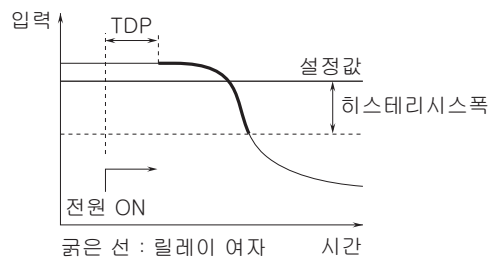 입력
TDP
설정값
히스테리시스폭
전원 ON
굵은 선 : 릴레이 여자
시간